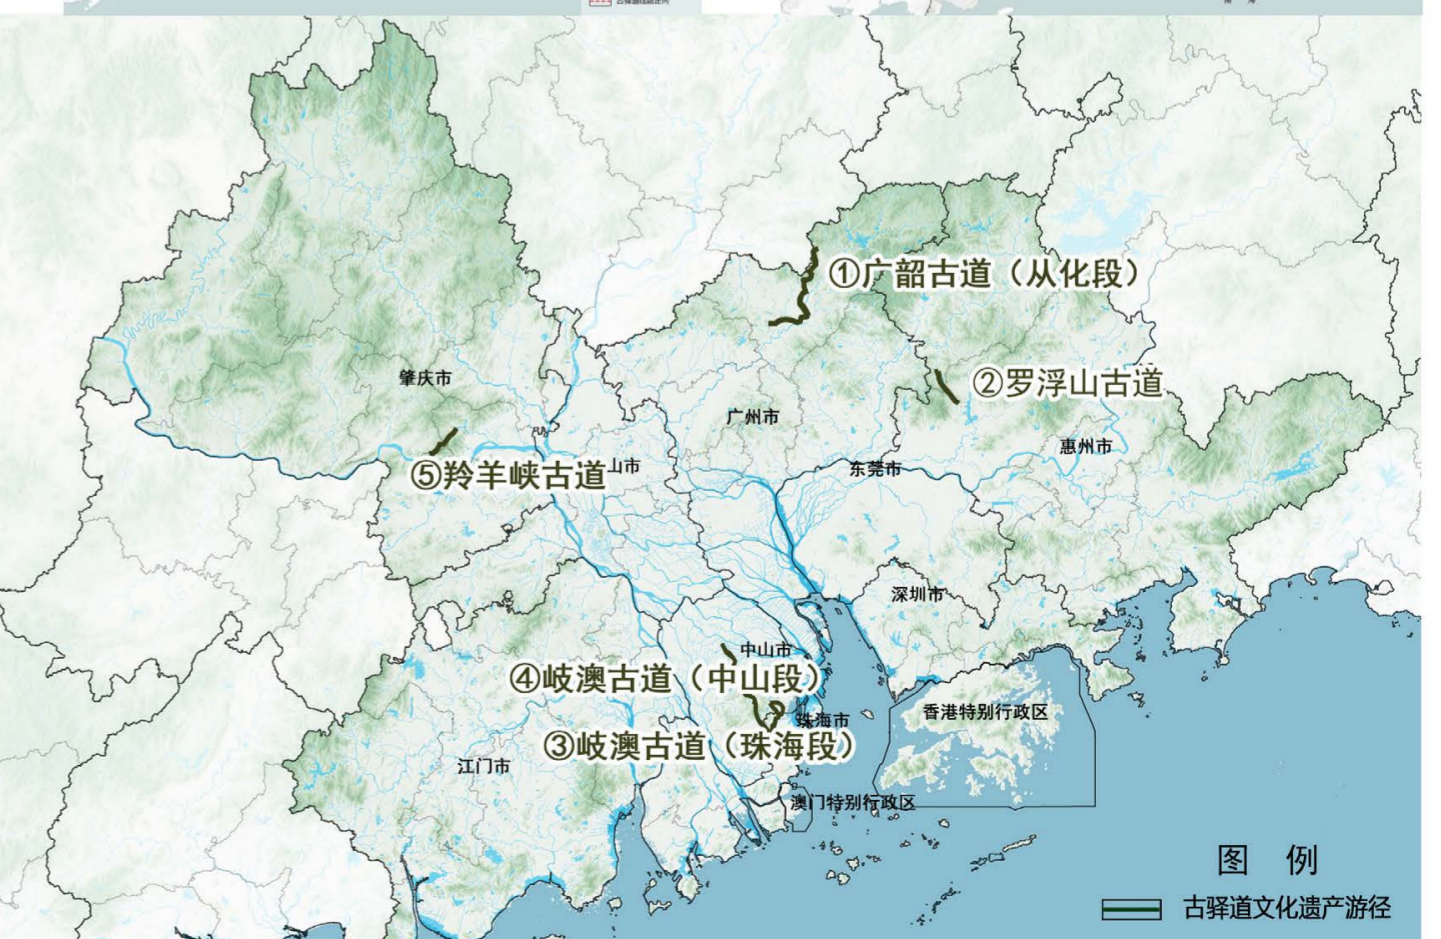 ①广韶古道（从化段）
②罗浮山古道
肇庆市
广州市
惠州市
⑤羚羊峡古道
山市
东莞市
深圳市
中山市
④岐澳古道（中山段）
香港特别行政区
珠海市
③岐澳古道（珠海段）
江门市
澳门特别行政区
图 例
古驿道文化遗产游径